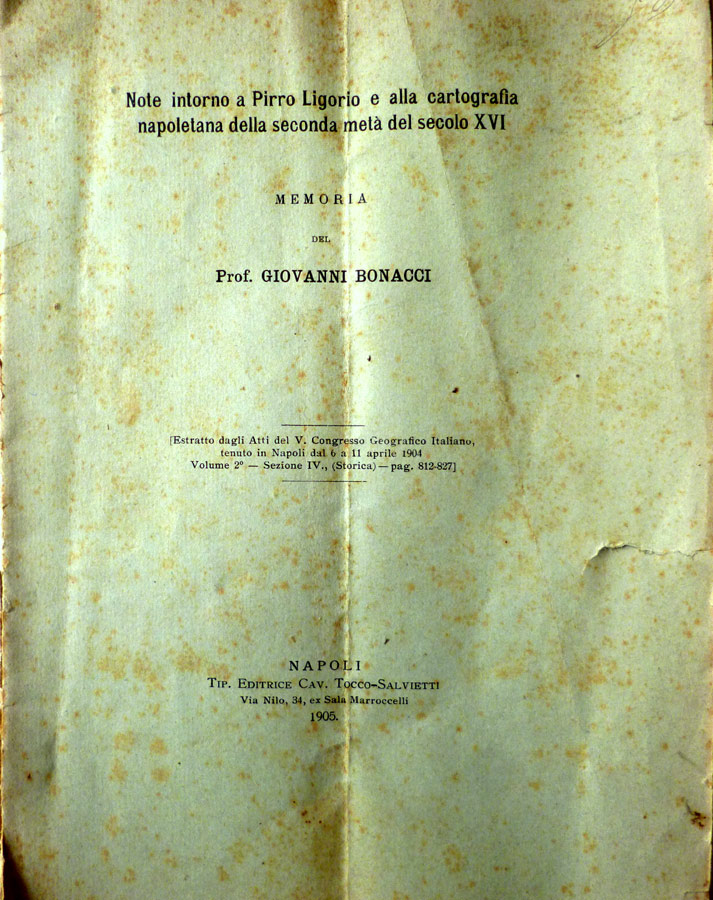 Note intorno a Pirro Ligorio e alla cartografia
napoletana della seconda metà del secolo XVI
MEMORIA
DEL
Prof. GIOVANNI BONACCI
[Estratto dagli Atti del V. Congresso Geografico Italiano,
tenuto in Napoli dal 6 a 11 aprile 1904
Volume 2º — Sezione IV., (Storica) — pag. 812-827]
NAPOLI
TIP. EDITRICE CAV. TOCCO-SALVIETTI
Via Nilo, 34, ex Sala Marroccelli
1905.